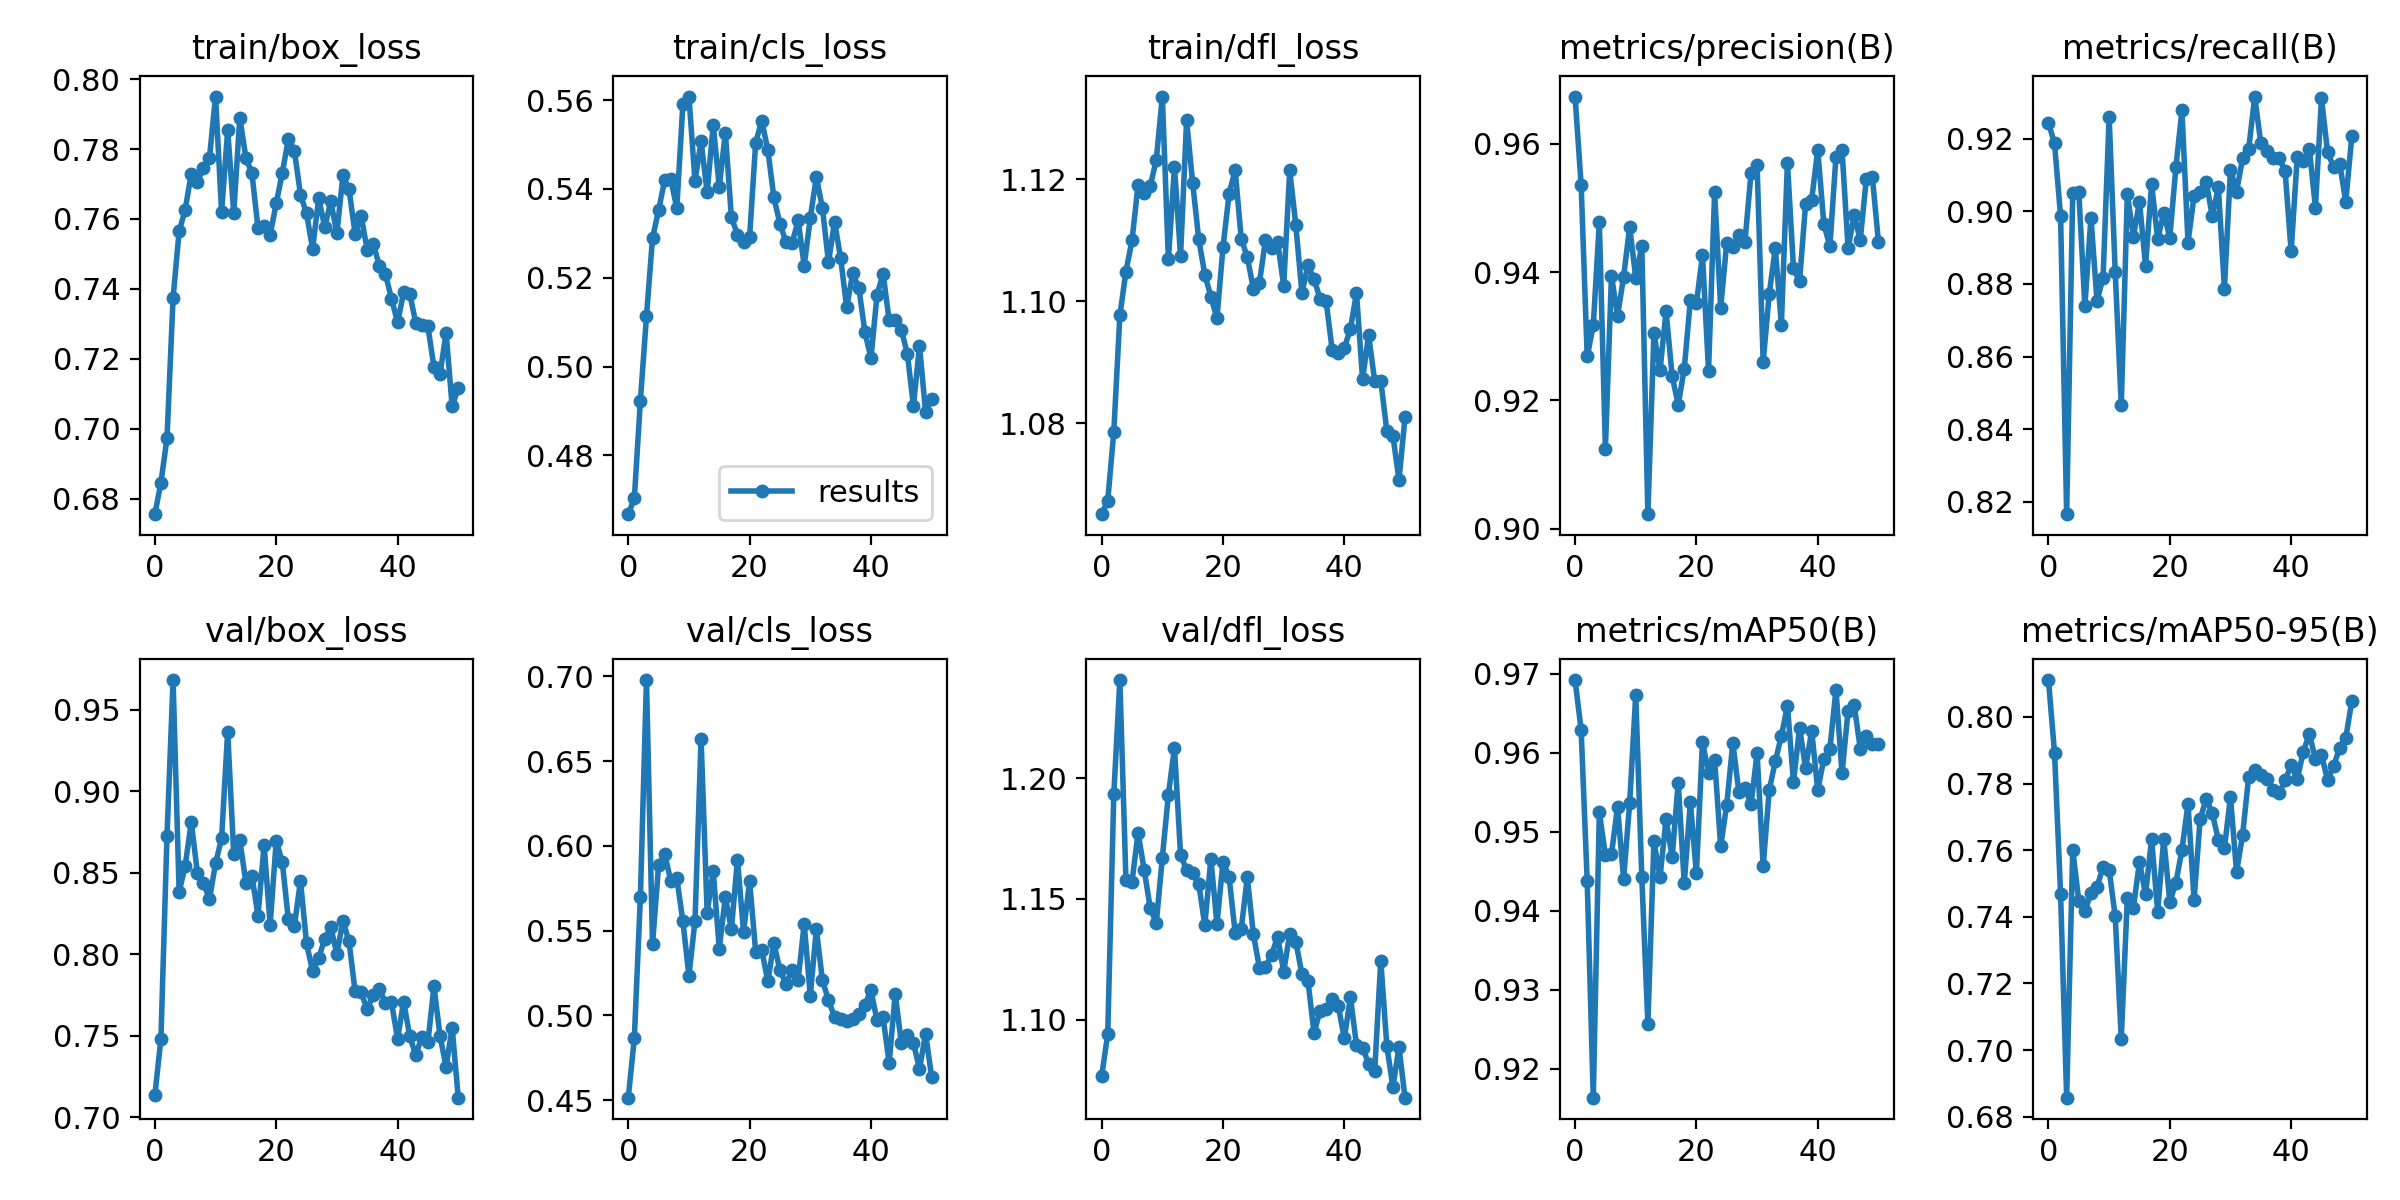 train/box_loss
train/cls_loss
train/dfl_loss
metrics/precision(B)
metrics/recall(B)
0.80
0.78
0.76
0.74
0.72
0.70
0.68
0 20 40
0.56
0.54
0.52
0.50
0.48
results
0 20 40
1.12
1.10
1.08
0 20 40
0.96
0.94
0.92
0.90
0 20 40
0.92
0.90
0.88
0.86
0.84
0.82
0 20 40
val/box_loss
val/cls_loss
val/dfl_loss
metrics/mAP50(B)
metrics/mAP50-95(B)
0.95
0.90
0.85
0.80
0.75
0.70
0 20 40
0.70
0.65
0.60
0.55
0.50
0.45
0 20 40
1.20
1.15
1.10
0 20 40
0.97
0.96
0.95
0.94
0.93
0.92
0 20 40
0.80
0.78
0.76
0.74
0.72
0.70
0.68
0 20 40